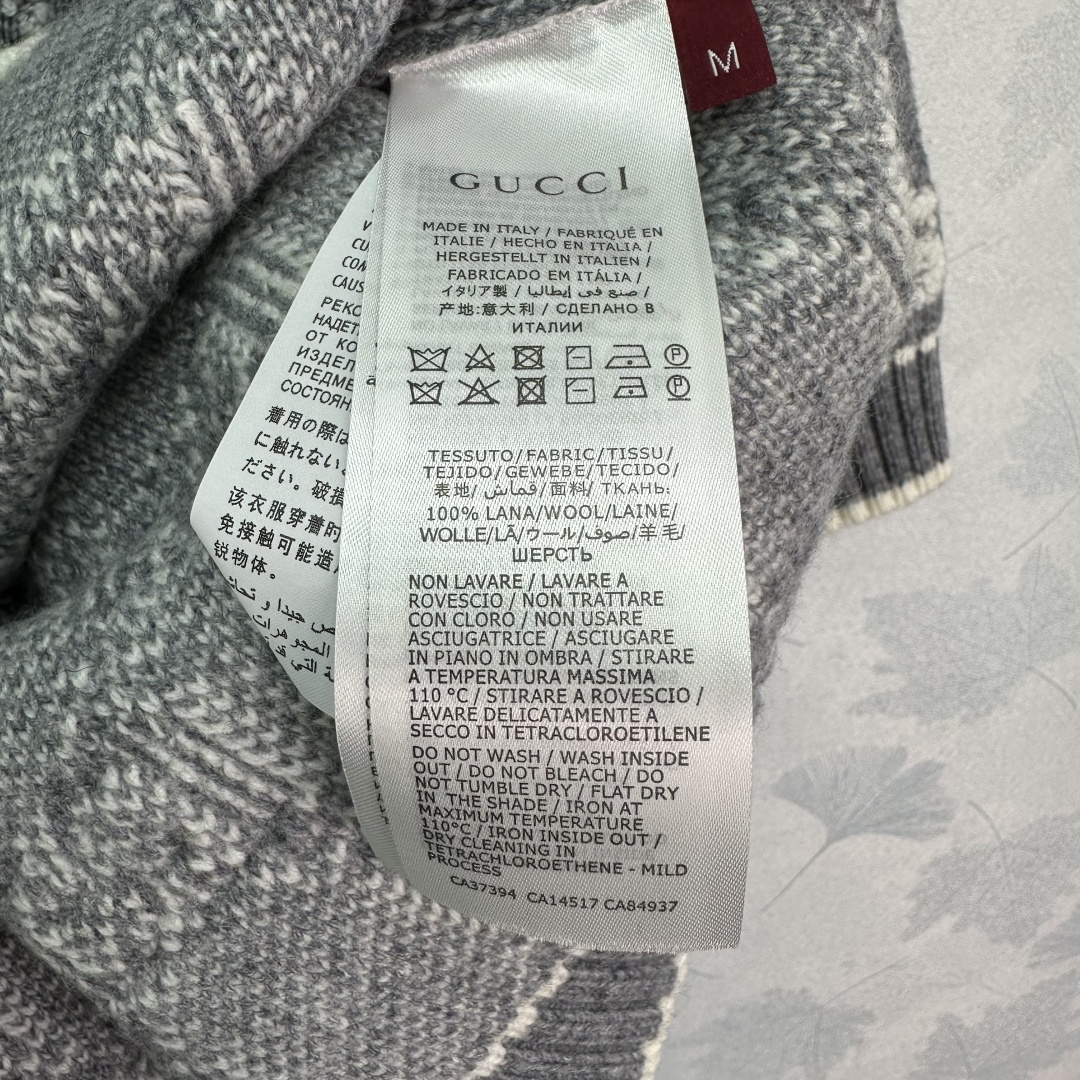 M
GUCCI
MADE IN ITALY / FABRIQUÉ EN
ITALIE / HECHO EN ITALIA /
HERGESTELLT IN ITALIEN /
FABRICADO EM ITÁLIA /
イタリア製 / صنع في إيطاليا /
产地:意大利 / СДЕЛАНО В
ИТАЛИИ
P
P
TESSUTO/FABRIC/TISSU/
TEJIDO/GEWEBE/TECIDO/
表地/قماش/面料/ ТКАНЬ:
100% LANA/WOOL/LAINE/
WOLLE/LÃ/ウール/صوف/羊毛/
ШЕРСТЬ
NON LAVARE / LAVARE A
ROVESCIO / NON TRATTARE
CON CLORO / NON USARE
ASCIUGATRICE / ASCIUGARE
IN PIANO IN OMBRA / STIRARE
A TEMPERATURA MASSIMA
110 °C / STIRARE A ROVESCIO /
LAVARE DELICATAMENTE A
SECCO IN TETRACLOROETILENE
DO NOT WASH / WASH INSIDE
OUT / DO NOT BLEACH / DO
NOT TUMBLE DRY / FLAT DRY
IN THE SHADE / IRON AT
MAXIMUM TEMPERATURE
110°C / IRON INSIDE OUT /
DRY CLEANING IN
TETRACHLOROETHENE - MILD
PROCESS
CA37394 CA14517 CA84937
CAUS
РЕКО
НАДЕТ
ОТ КО
ИЗДЕЛ
ПРЕДМЕ
СОСТОЯН
着用の際は
に触れない
ださい。破損
该衣服穿着时
免接触可能造
锐物体。
جيدا و تحاش
المجوهرات
التي